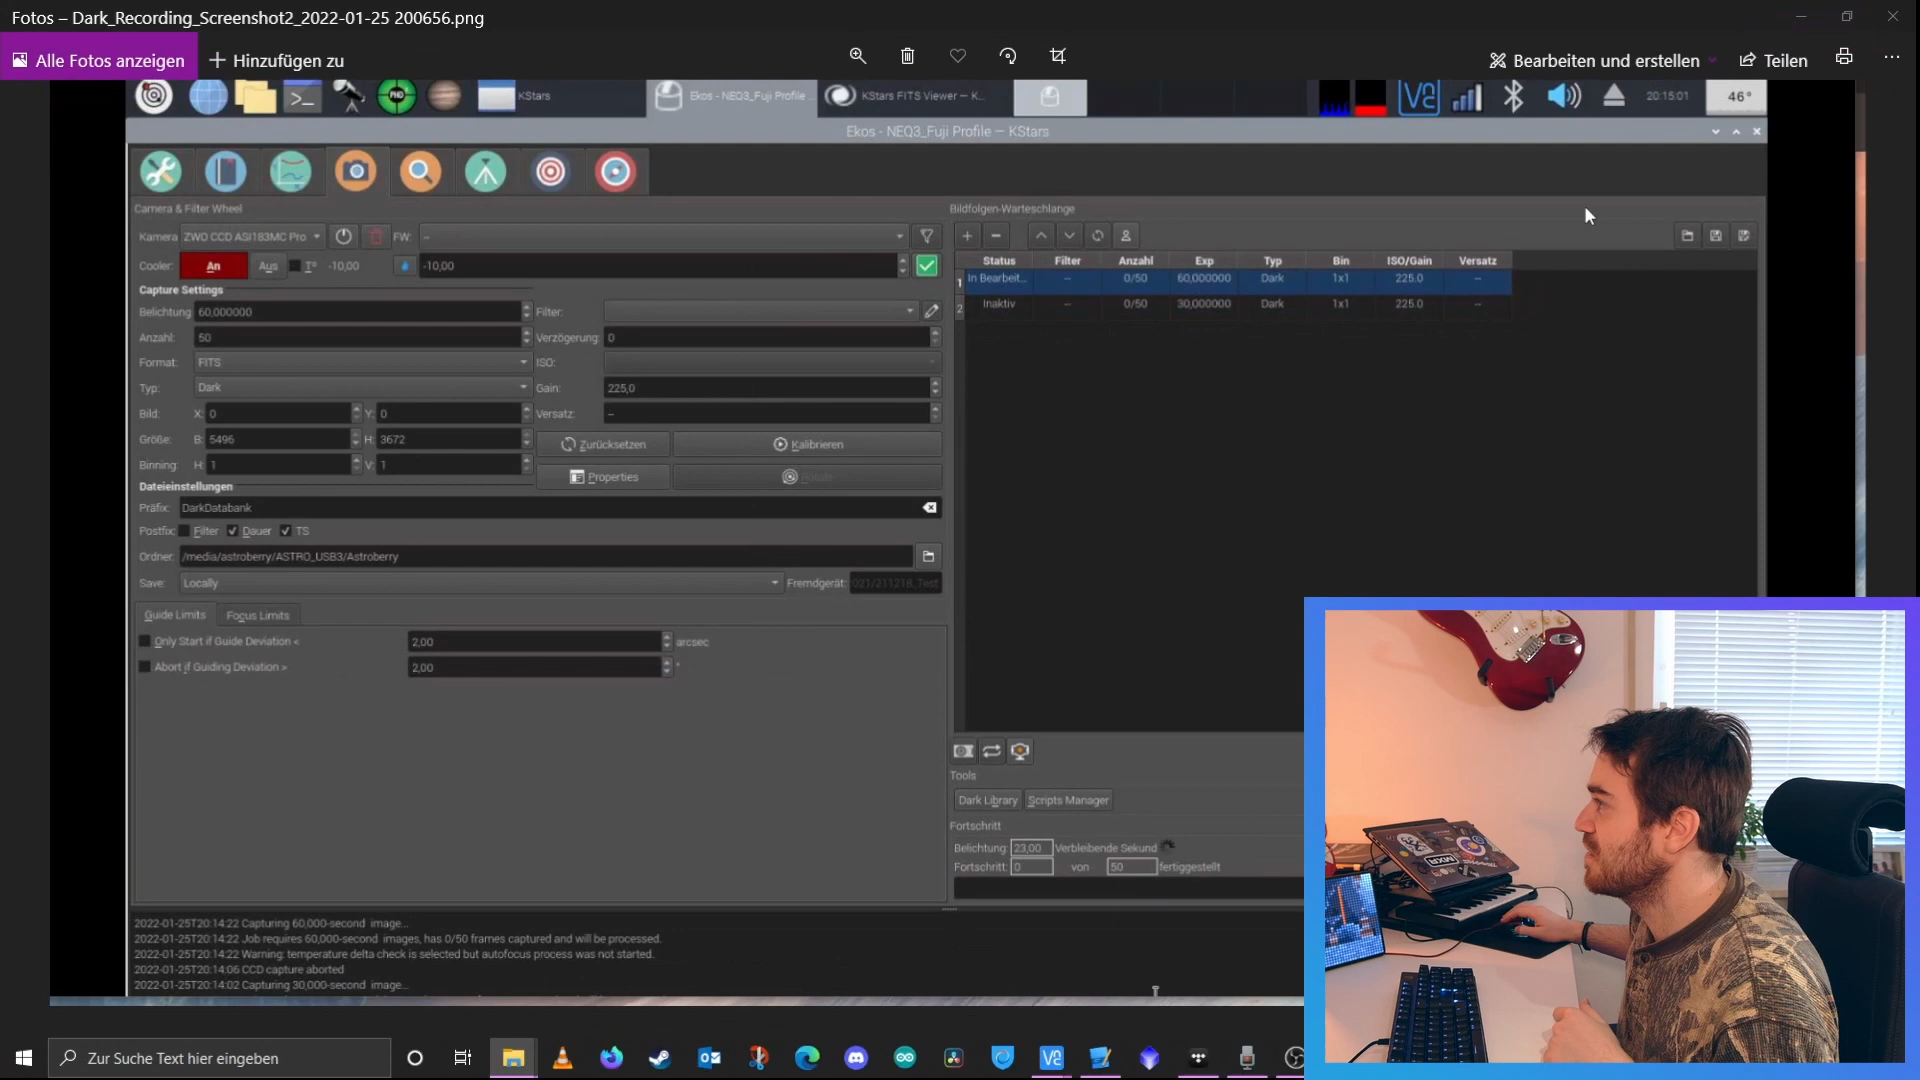 Fotos – Dark_Recording_Screenshot2_2022-01-25 200656.png
Alle Fotos anzeigen
Hinzufügen zu
Bearbeiten und erstellen
Teilen
KStars
Ekos - NEQ3_Fuji Profile ...
KStars FITS Viewer — K...
20:15:01
46°
Ekos - NEQ3_Fuji Profile — KStars
Camera & Filter Wheel
Kamera ZWO CCD ASI183MC Pro FW: --
Cooler: An Aus T° -10,00 -10,00
Capture Settings
Belichtung 60,000000 Filter:
Anzahl: 50 Verzögerung: 0
Format: FITS ISO:
Typ: Dark Gain: 225,0
Bild: X: 0 Y: 0 Versatz: --
Größe: B: 5496 H: 3672 Zurücksetzen Kalibrieren
Binning: H: 1 V: 1 Properties
Dateieinstellungen
Präfix: DarkDatabank
Postfix: Filter Dauer TS
Ordner: /media/astroberry/ASTRO_USB3/Astroberry
Save: Locally Fremdgerät: 021/211218_Test
Guide Limits Focus Limits
Only Start if Guide Deviation < 2,00 arcsec
Abort if Guiding Deviation > 2,00 "
Bildfolgen-Warteschlange
Status Filter Anzahl Exp Typ Bin ISO/Gain Versatz
1 In Bearbeit... -- 0/50 60,000000 Dark 1x1 225.0 --
2 Inaktiv -- 0/50 30,000000 Dark 1x1 225.0 --
Tools
Dark Library Scripts Manager
Fortschritt
Belichtung: 23,00 Verbleibende Sekund
Fortschritt: 0 von 50 fertiggestellt
2022-01-25T20:14:22 Capturing 60,000-second image...
2022-01-25T20:14:22 Job requires 60,000-second images, has 0/50 frames captured and will be processed.
2022-01-25T20:14:22 Warning: temperature delta check is selected but autofocus process was not started.
2022-01-25T20:14:06 CCD capture aborted
2022-01-25T20:14:02 Capturing 30,000-second image...
Zur Suche Text hier eingeben